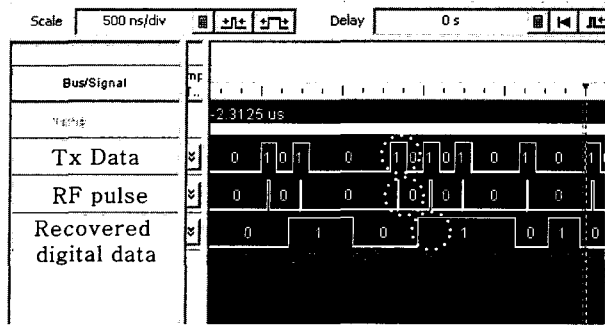 Scale 500 ns/div Delay 0 s
Bus/Signal
-2.3125 us
Tx Data 0 1 0 1 0 1 0 1 0 1 0 1 0 1 0
RF pulse 0 0 0 0 0 0 0 0
Recovered 0 1 0 1 0 1 0
digital data